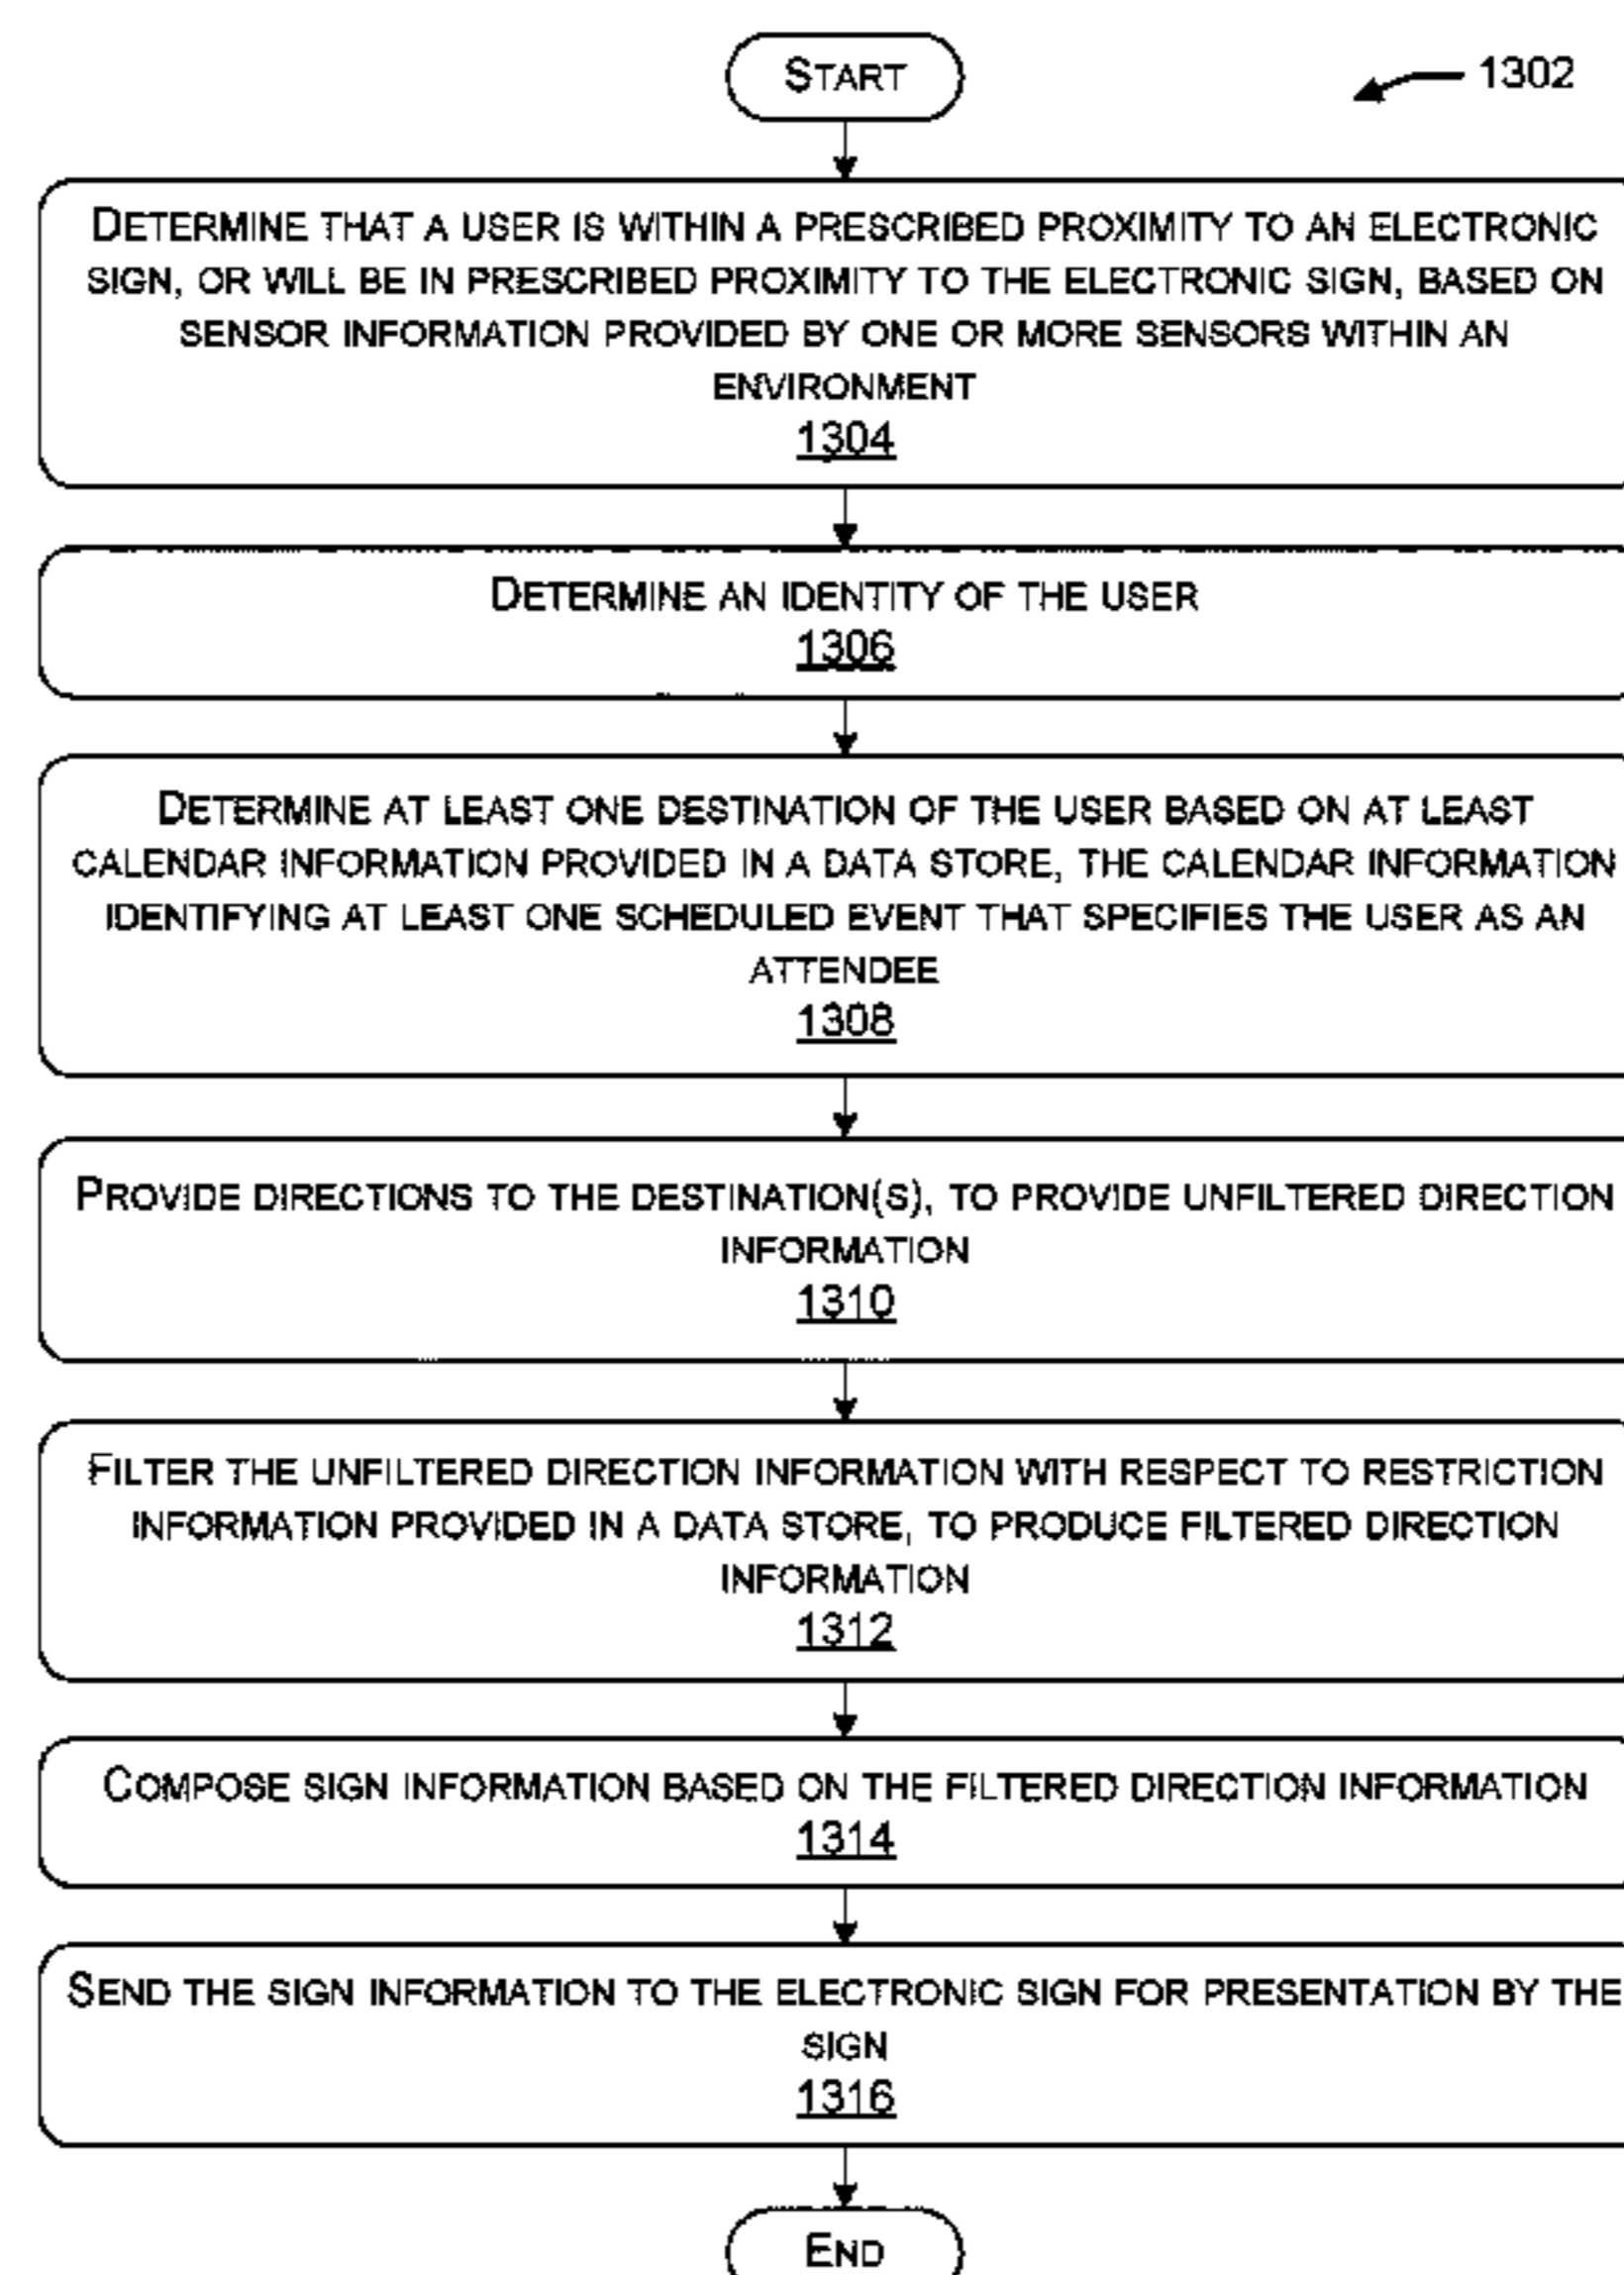 START
1302
DETERMINE THAT A USER IS WITHIN A PRESCRIBED PROXIMITY TO AN ELECTRONIC
SIGN, OR WILL BE IN PRESCRIBED PROXIMITY TO THE ELECTRONIC SIGN, BASED ON
SENSOR INFORMATION PROVIDED BY ONE OR MORE SENSORS WITHIN AN
ENVIRONMENT
1304
DETERMINE AN IDENTITY OF THE USER
1306
DETERMINE AT LEAST ONE DESTINATION OF THE USER BASED ON AT LEAST
CALENDAR INFORMATION PROVIDED IN A DATA STORE, THE CALENDAR INFORMATION
IDENTIFYING AT LEAST ONE SCHEDULED EVENT THAT SPECIFIES THE USER AS AN
ATTENDEE
1308
PROVIDE DIRECTIONS TO THE DESTINATION(S), TO PROVIDE UNFILTERED DIRECTION
INFORMATION
1310
FILTER THE UNFILTERED DIRECTION INFORMATION WITH RESPECT TO RESTRICTION
INFORMATION PROVIDED IN A DATA STORE, TO PRODUCE FILTERED DIRECTION
INFORMATION
1312
COMPOSE SIGN INFORMATION BASED ON THE FILTERED DIRECTION INFORMATION
1314
SEND THE SIGN INFORMATION TO THE ELECTRONIC SIGN FOR PRESENTATION BY THE
SIGN
1316
END